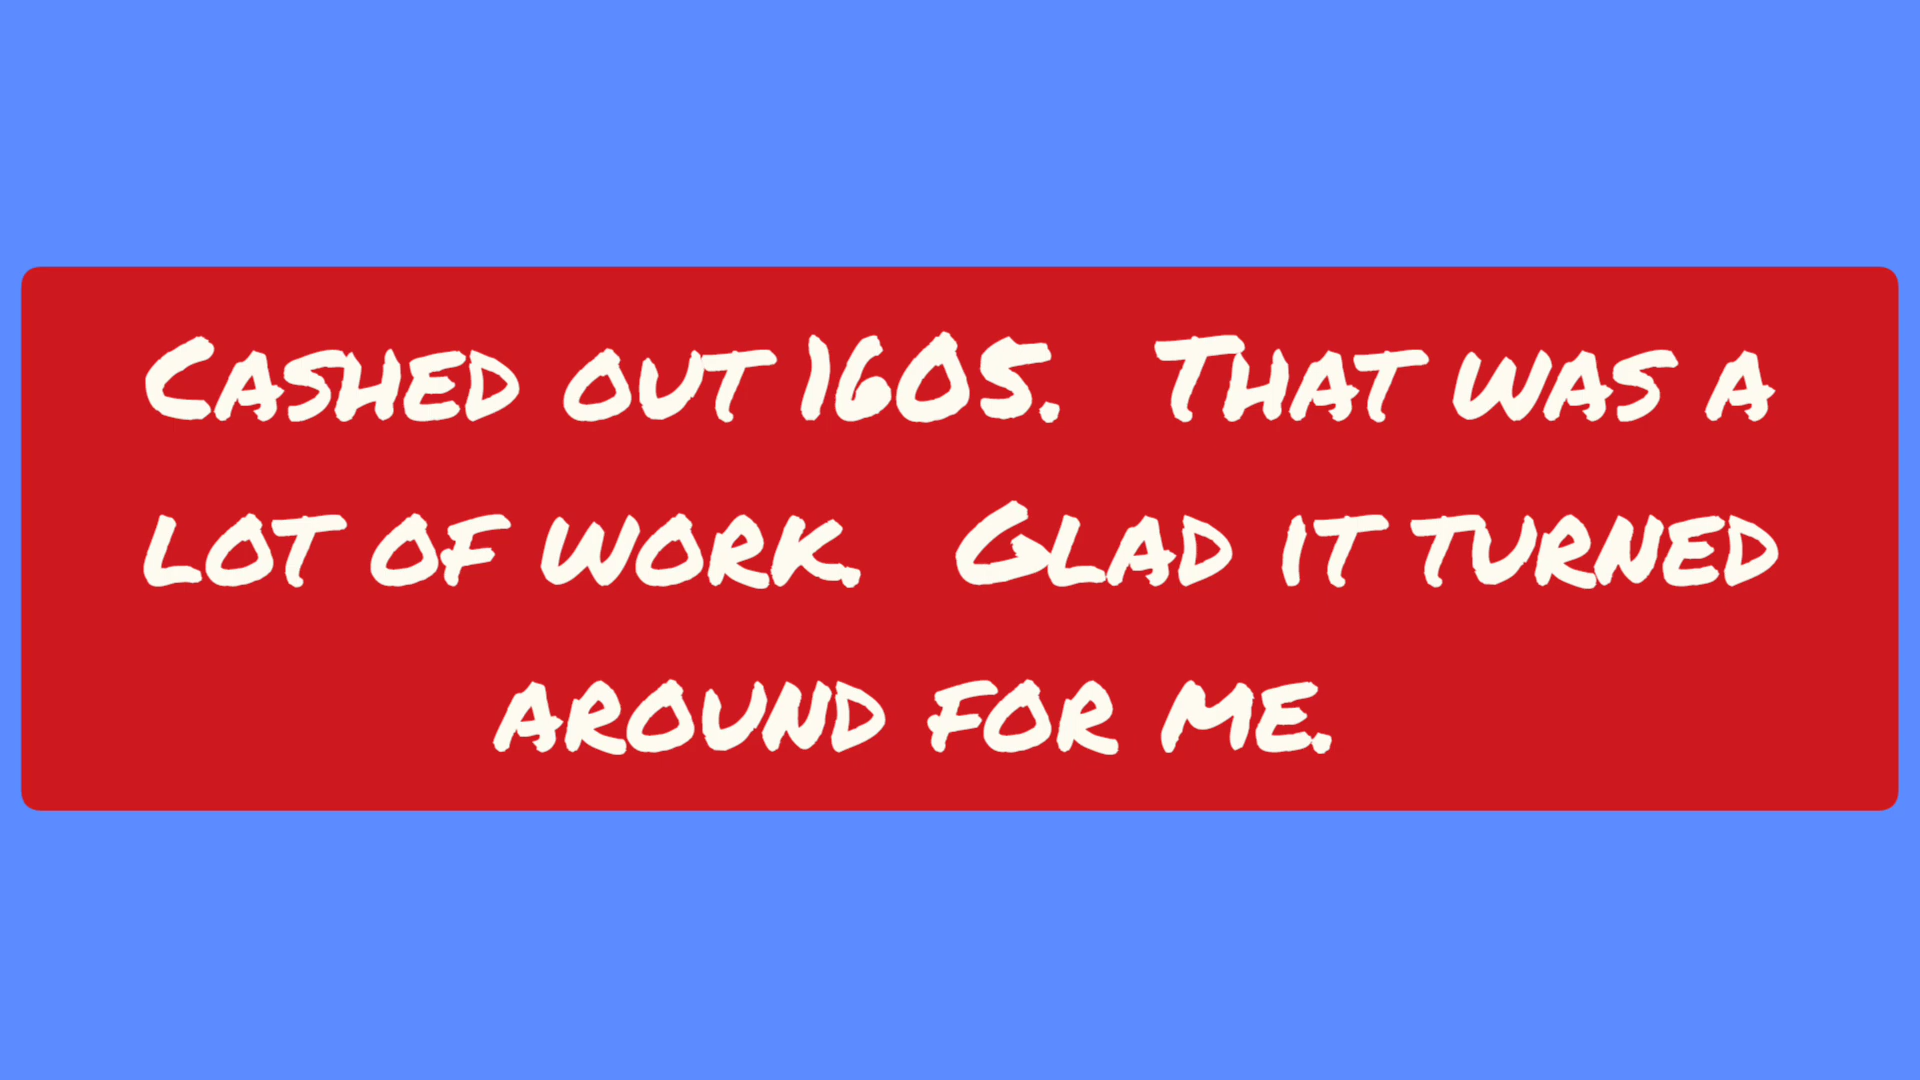 Cashed out 1605.  That was a
lot of work.  Glad it turned
around for me.